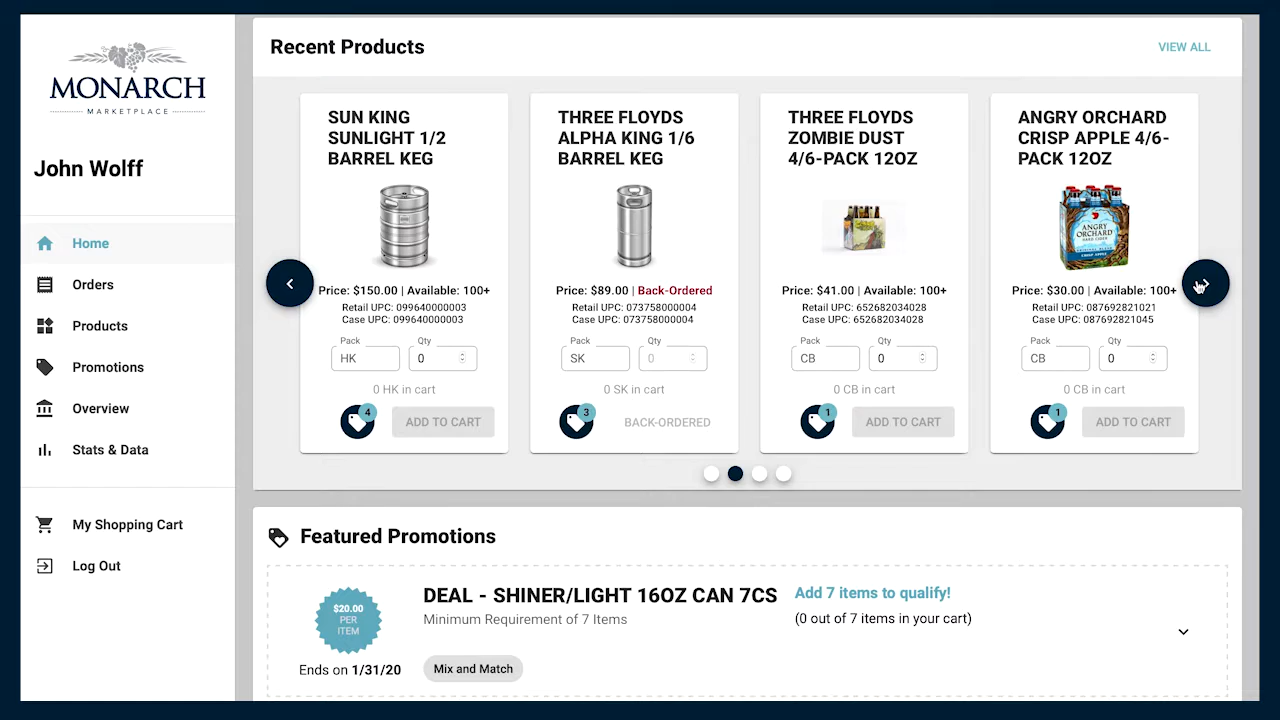 MONARCH
MARKETPLACE
John Wolff
Home
Orders
Products
Promotions
Overview
Stats & Data
My Shopping Cart
Log Out
Recent Products
VIEW ALL
SUN KING
SUNLIGHT 1/2
BARREL KEG
Price: $150.00 | Available: 100+
Retail UPC: 099640000003
Case UPC: 099640000003
Pack
HK
Qty
0
0 HK in cart
4
ADD TO CART
THREE FLOYDS
ALPHA KING 1/6
BARREL KEG
Price: $89.00 | Back-Ordered
Retail UPC: 073758000004
Case UPC: 073758000004
Pack
SK
Qty
0
0 SK in cart
3
BACK-ORDERED
THREE FLOYDS
ZOMBIE DUST
4/6-PACK 12OZ
Price: $41.00 | Available: 100+
Retail UPC: 652682034028
Case UPC: 652682034028
Pack
CB
Qty
0
0 CB in cart
1
ADD TO CART
ANGRY ORCHARD
CRISP APPLE 4/6-
PACK 12OZ
ANGRY
ORCHARD
HARD CIDER
CRISP APPLE
Price: $30.00 | Available: 100+
Retail UPC: 087692821021
Case UPC: 087692821045
Pack
CB
Qty
0
0 CB in cart
1
ADD TO CART
Featured Promotions
$20.00
PER
ITEM
Ends on 1/31/20
DEAL - SHINER/LIGHT 16OZ CAN 7CS
Minimum Requirement of 7 Items
Mix and Match
Add 7 items to qualify!
(0 out of 7 items in your cart)